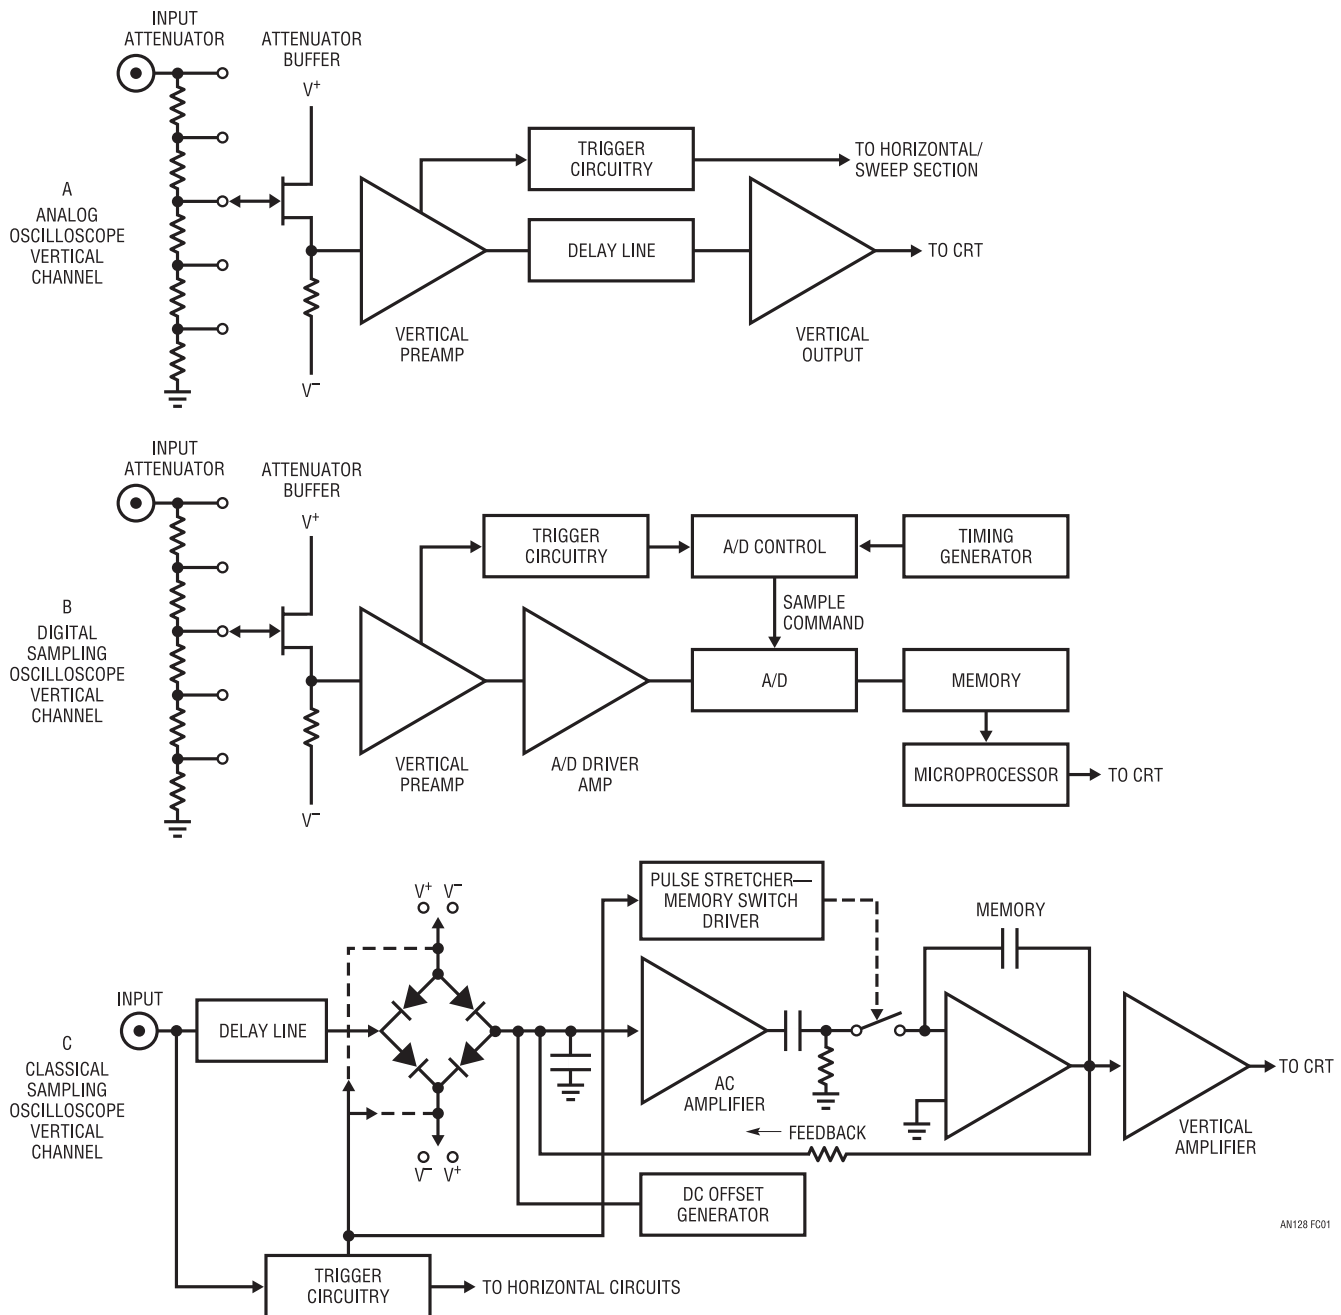 INPUT
ATTENUATOR
ATTENUATOR
BUFFER
V+
A
ANALOG
OSCILLOSCOPE
VERTICAL
CHANNEL
TRIGGER
CIRCUITRY
TO HORIZONTAL/
SWEEP SECTION
DELAY LINE
TO CRT
VERTICAL
PREAMP
VERTICAL
OUTPUT
V–
INPUT
ATTENUATOR
ATTENUATOR
BUFFER
V+
B
DIGITAL
SAMPLING
OSCILLOSCOPE
VERTICAL
CHANNEL
TRIGGER
CIRCUITRY
A/D CONTROL
TIMING
GENERATOR
SAMPLE
COMMAND
A/D
MEMORY
VERTICAL
PREAMP
A/D DRIVER
AMP
MICROPROCESSOR
TO CRT
V–
V+ V–
PULSE STRETCHER—
MEMORY SWITCH
DRIVER
MEMORY
INPUT
DELAY LINE
C
CLASSICAL
SAMPLING
OSCILLOSCOPE
VERTICAL
CHANNEL
AC
AMPLIFIER
TO CRT
VERTICAL
AMPLIFIER
FEEDBACK
V– V+
DC OFFSET
GENERATOR
TRIGGER
CIRCUITRY
TO HORIZONTAL CIRCUITS
AN128 FC01